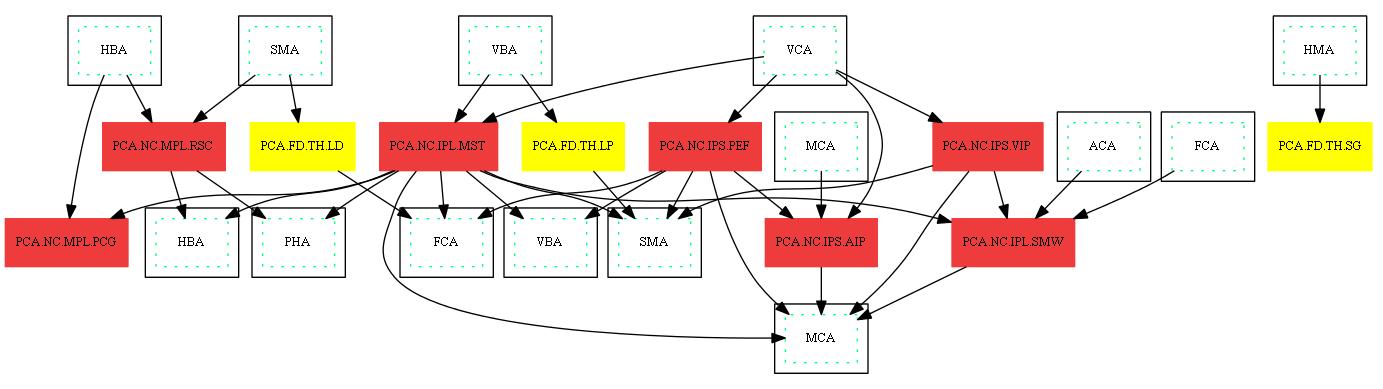 HBA
SMA
VBA
VCA
HMA
PCA.NC.MPL.RSC
PCA.FD.TH.LD
PCA.NC.IPL.MST
PCA.FD.TH.LP
PCA.NC.IPS.PEF
MCA
PCA.NC.IPS.VIP
ACA
FCA
PCA.FD.TH.SG
PCA.NC.MPL.PCG
HBA
PHA
FCA
VBA
SMA
PCA.NC.IPS.AIP
PCA.NC.IPL.SMW
MCA